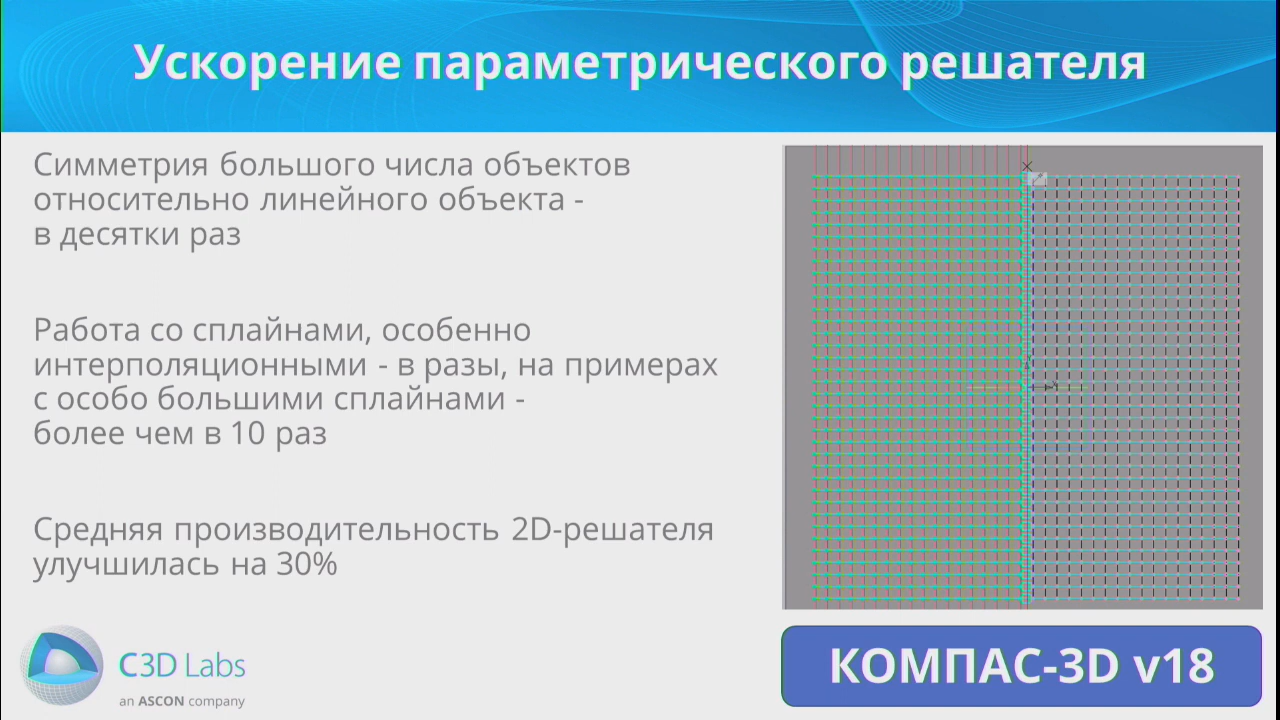 Ускорение параметрического решателя
Симметрия большого числа объектов
относительно линейного объекта -
в десятки раз
Работа со сплайнами, особенно
интерполяционными - в разы, на примерах
с особо большими сплайнами -
более чем в 10 раз
Средняя производительность 2D-решателя
улучшилась на 30%
C3D Labs
an ASCON company
КОМПАС-3D v18